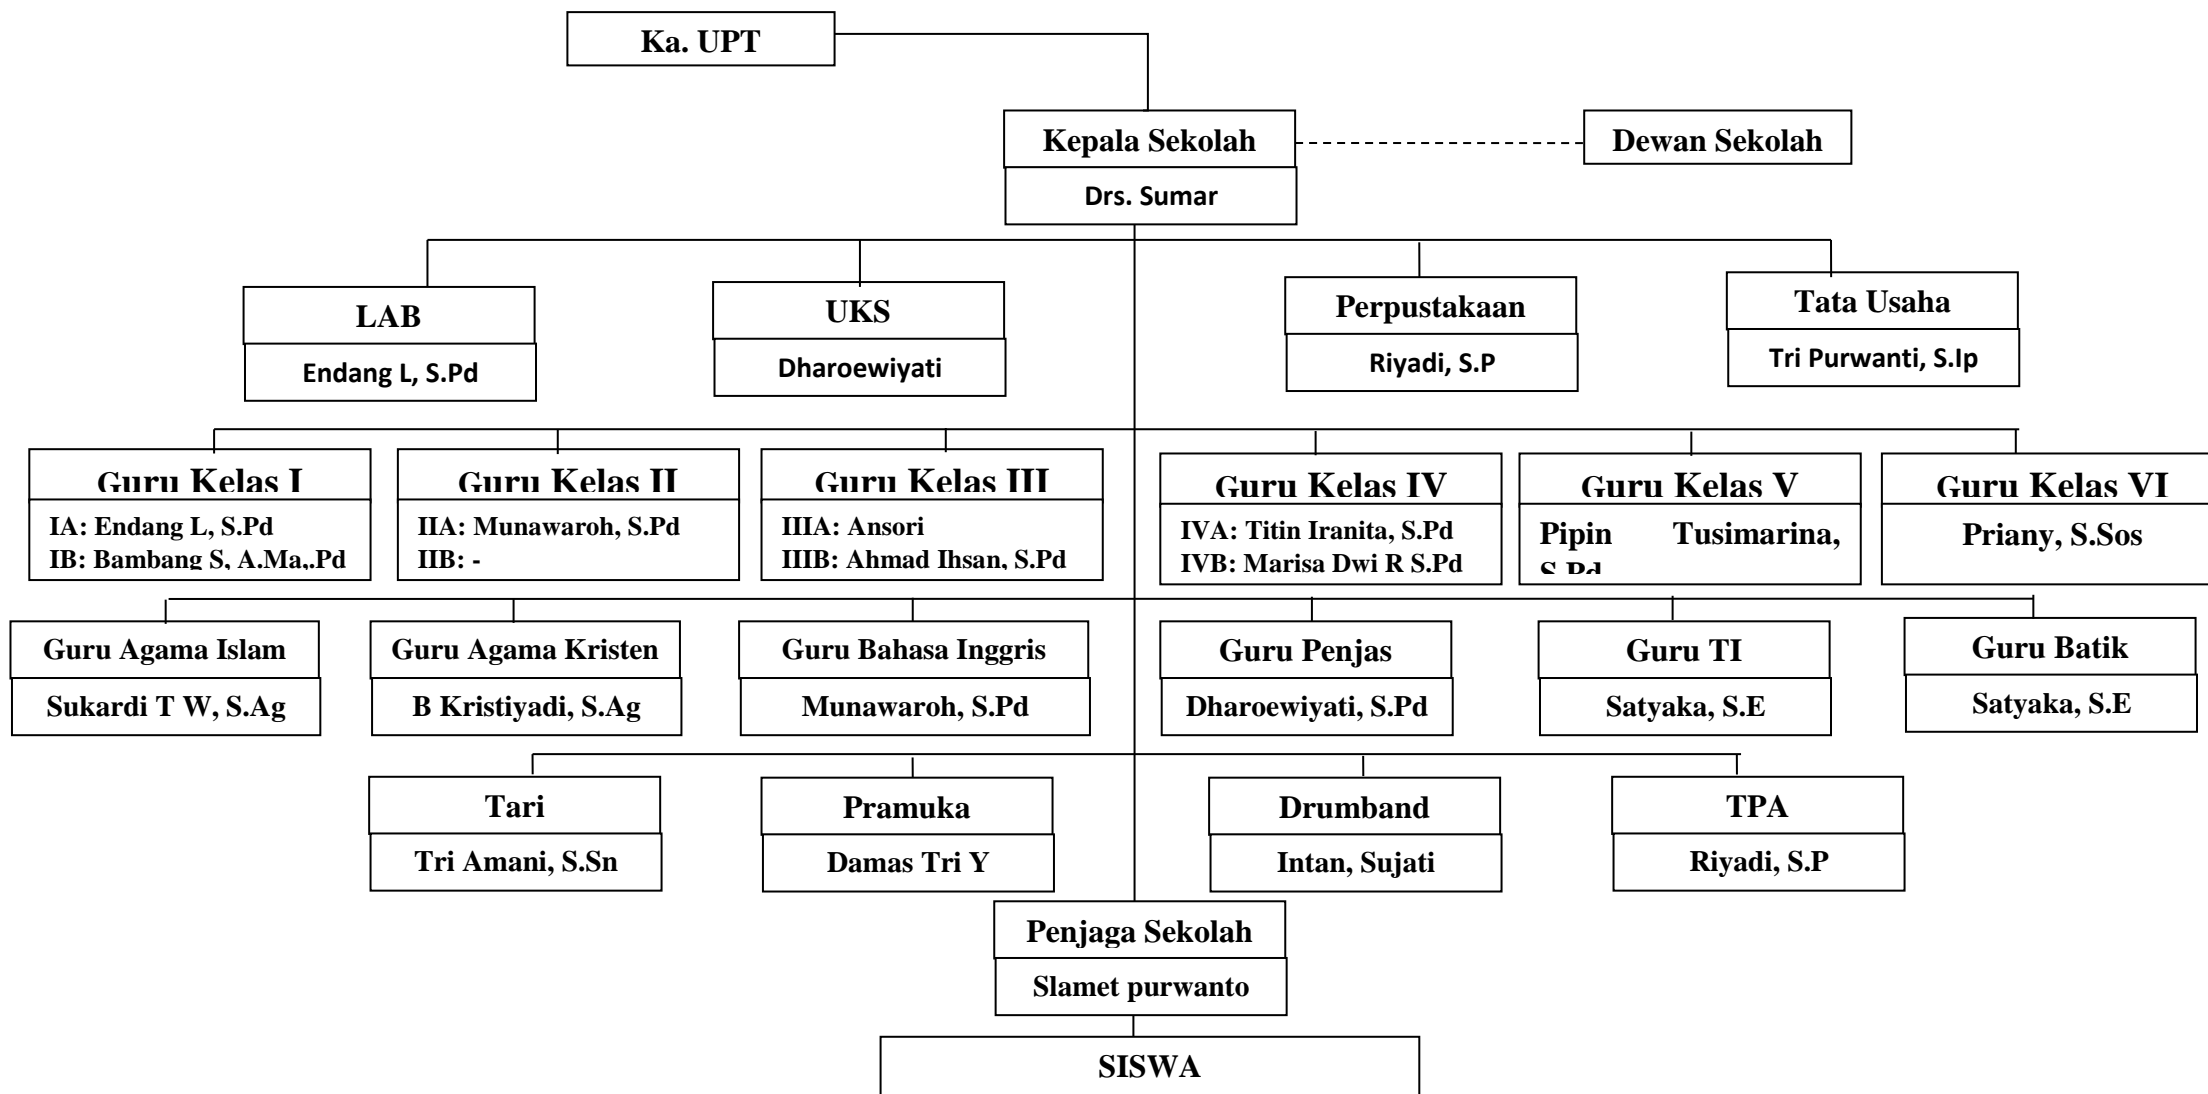 Ka. UPT
Kepala Sekolah
Drs. Sumar
Dewan Sekolah
LAB
Endang L, S.Pd
UKS
Dharoewiyati
Perpustakaan
Riyadi, S.P
Tata Usaha
Tri Purwanti, S.Ip
Guru Kelas I
IA: Endang L, S.Pd
IB: Bambang S, A.Ma,.Pd
Guru Kelas II
IIA: Munawaroh, S.Pd
IIB: -
Guru Kelas III
IIIA: Ansori
IIIB: Ahmad Ihsan, S.Pd
Guru Kelas IV
IVA: Titin Iranita, S.Pd
IVB: Marisa Dwi R S.Pd
Guru Kelas V
Pipin Tusimarina,
S.Pd
Guru Kelas VI
Priany, S.Sos
Guru Agama Islam
Sukardi T W, S.Ag
Guru Agama Kristen
B Kristiyadi, S.Ag
Guru Bahasa Inggris
Munawaroh, S.Pd
Guru Penjas
Dharoewiyati, S.Pd
Guru TI
Satyaka, S.E
Guru Batik
Satyaka, S.E
Tari
Tri Amani, S.Sn
Pramuka
Damas Tri Y
Drumband
Intan, Sujati
TPA
Riyadi, S.P
Penjaga Sekolah
Slamet purwanto
SISWA